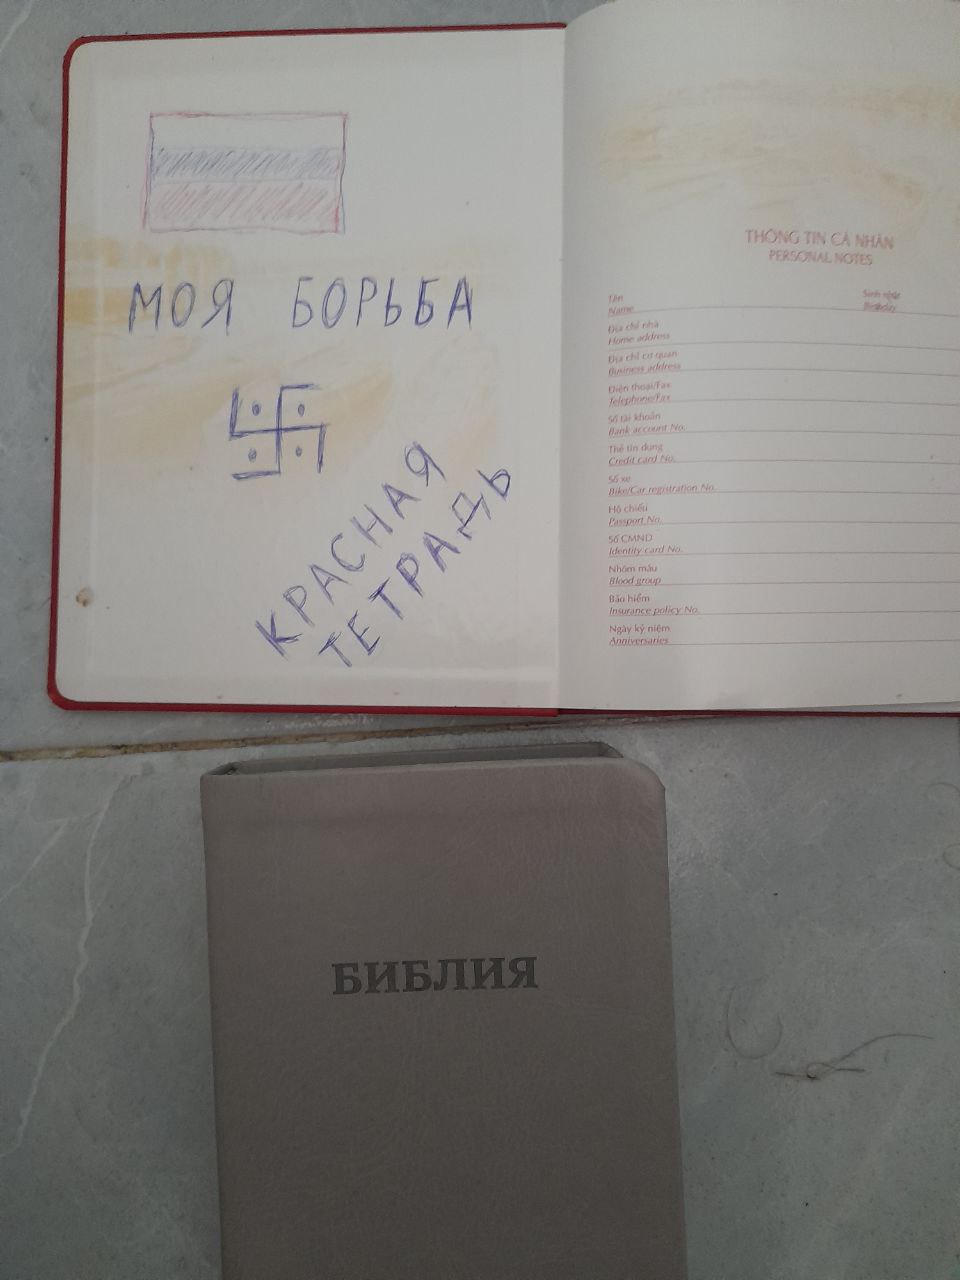 МОЯ БОРЬБА
КРАСНАЯ
ТЕТРАДЬ
THÔNG TIN CÁ NHÂN
PERSONAL NOTES
Tên
Name
Sinh nhật
Birthday
Địa chỉ nhà
Home address
Địa chỉ cơ quan
Business address
Điện thoại/Fax
Telephone/Fax
Số tài khoản
Bank account No.
Thẻ tín dụng
Credit card No.
Số xe
Bike/Car registration No.
Hộ chiếu
Passport No.
Số CMND
Identity card No.
Nhóm máu
Blood group
Bảo hiểm
Insurance policy No.
Ngày kỷ niệm
Anniversaries
БИБЛИЯ